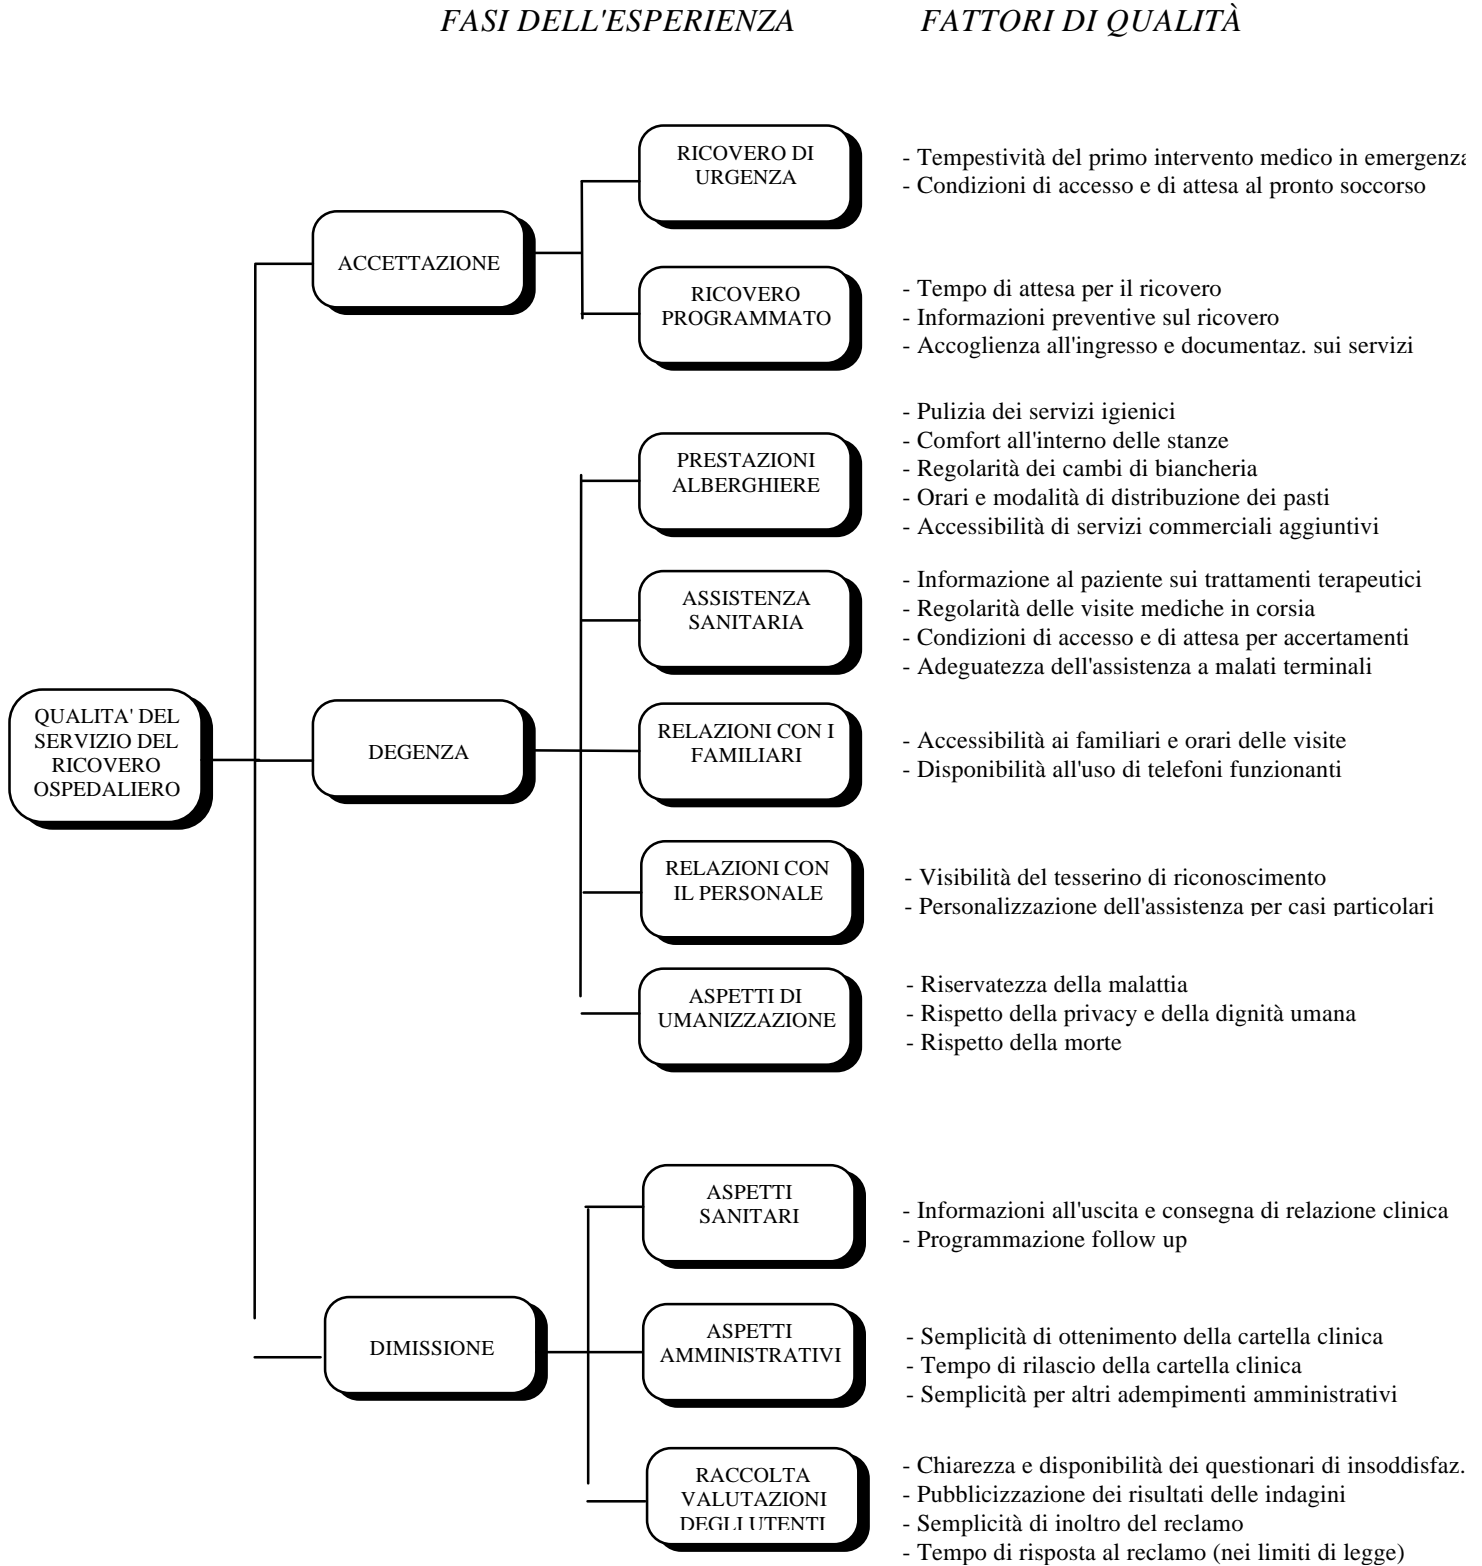 FASI DELL'ESPERIENZA
FATTORI DI QUALITÀ
QUALITA' DEL
SERVIZIO DEL
RICOVERO
OSPEDALIERO
ACCETTAZIONE
RICOVERO DI
URGENZA
- Tempestività del primo intervento medico in emergenza
- Condizioni di accesso e di attesa al pronto soccorso
RICOVERO
PROGRAMMATO
- Tempo di attesa per il ricovero
- Informazioni preventive sul ricovero
- Accoglienza all'ingresso e documentaz. sui servizi
DEGENZA
PRESTAZIONI
ALBERGHIERE
- Pulizia dei servizi igienici
- Comfort all'interno delle stanze
- Regolarità dei cambi di biancheria
- Orari e modalità di distribuzione dei pasti
- Accessibilità di servizi commerciali aggiuntivi
ASSISTENZA
SANITARIA
- Informazione al paziente sui trattamenti terapeutici
- Regolarità delle visite mediche in corsia
- Condizioni di accesso e di attesa per accertamenti
- Adeguatezza dell'assistenza a malati terminali
RELAZIONI CON I
FAMILIARI
- Accessibilità ai familiari e orari delle visite
- Disponibilità all'uso di telefoni funzionanti
RELAZIONI CON
IL PERSONALE
- Visibilità del tesserino di riconoscimento
- Personalizzazione dell'assistenza per casi particolari
ASPETTI DI
UMANIZZAZIONE
- Riservatezza della malattia
- Rispetto della privacy e della dignità umana
- Rispetto della morte
DIMISSIONE
ASPETTI
SANITARI
- Informazioni all'uscita e consegna di relazione clinica
- Programmazione follow up
ASPETTI
AMMINISTRATIVI
- Semplicità di ottenimento della cartella clinica
- Tempo di rilascio della cartella clinica
- Semplicità per altri adempimenti amministrativi
RACCOLTA
VALUTAZIONI
DEGLI UTENTI
- Chiarezza e disponibilità dei questionari di insoddisfaz.
- Pubblicizzazione dei risultati delle indagini
- Semplicità di inoltro del reclamo
- Tempo di risposta al reclamo (nei limiti di legge)